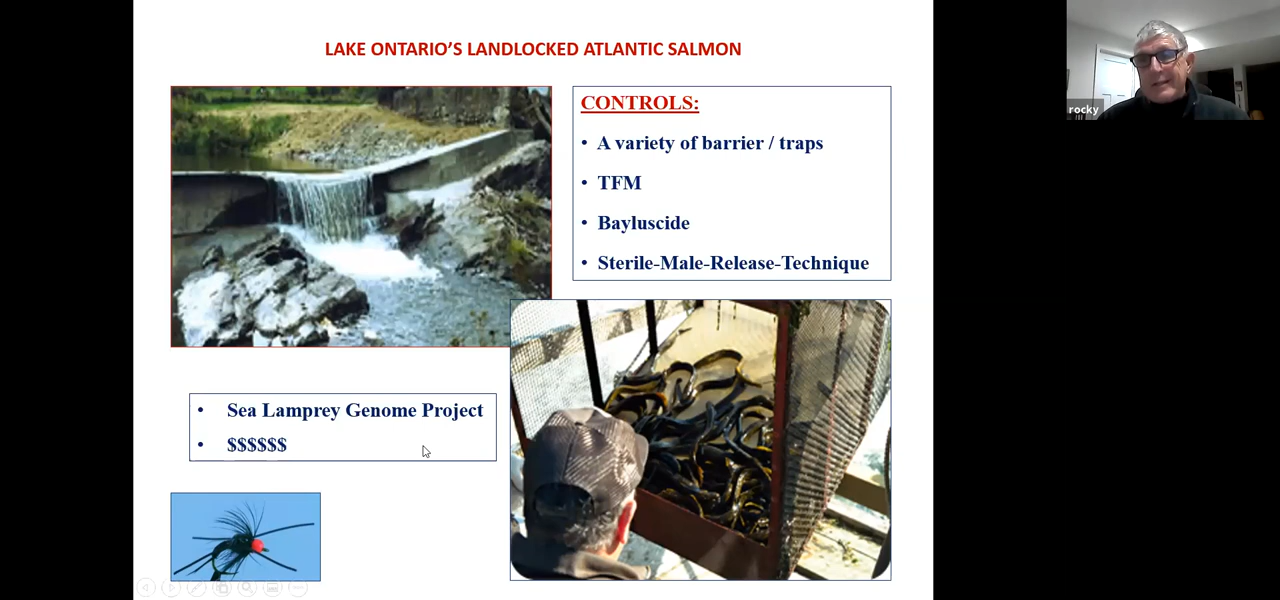 LAKE ONTARIO’S LANDLOCKED ATLANTIC SALMON
CONTROLS:
• A variety of barrier / traps
• TFM
• Bayluscide
• Sterile-Male-Release-Technique
• Sea Lamprey Genome Project
• $$$$$$
rocky